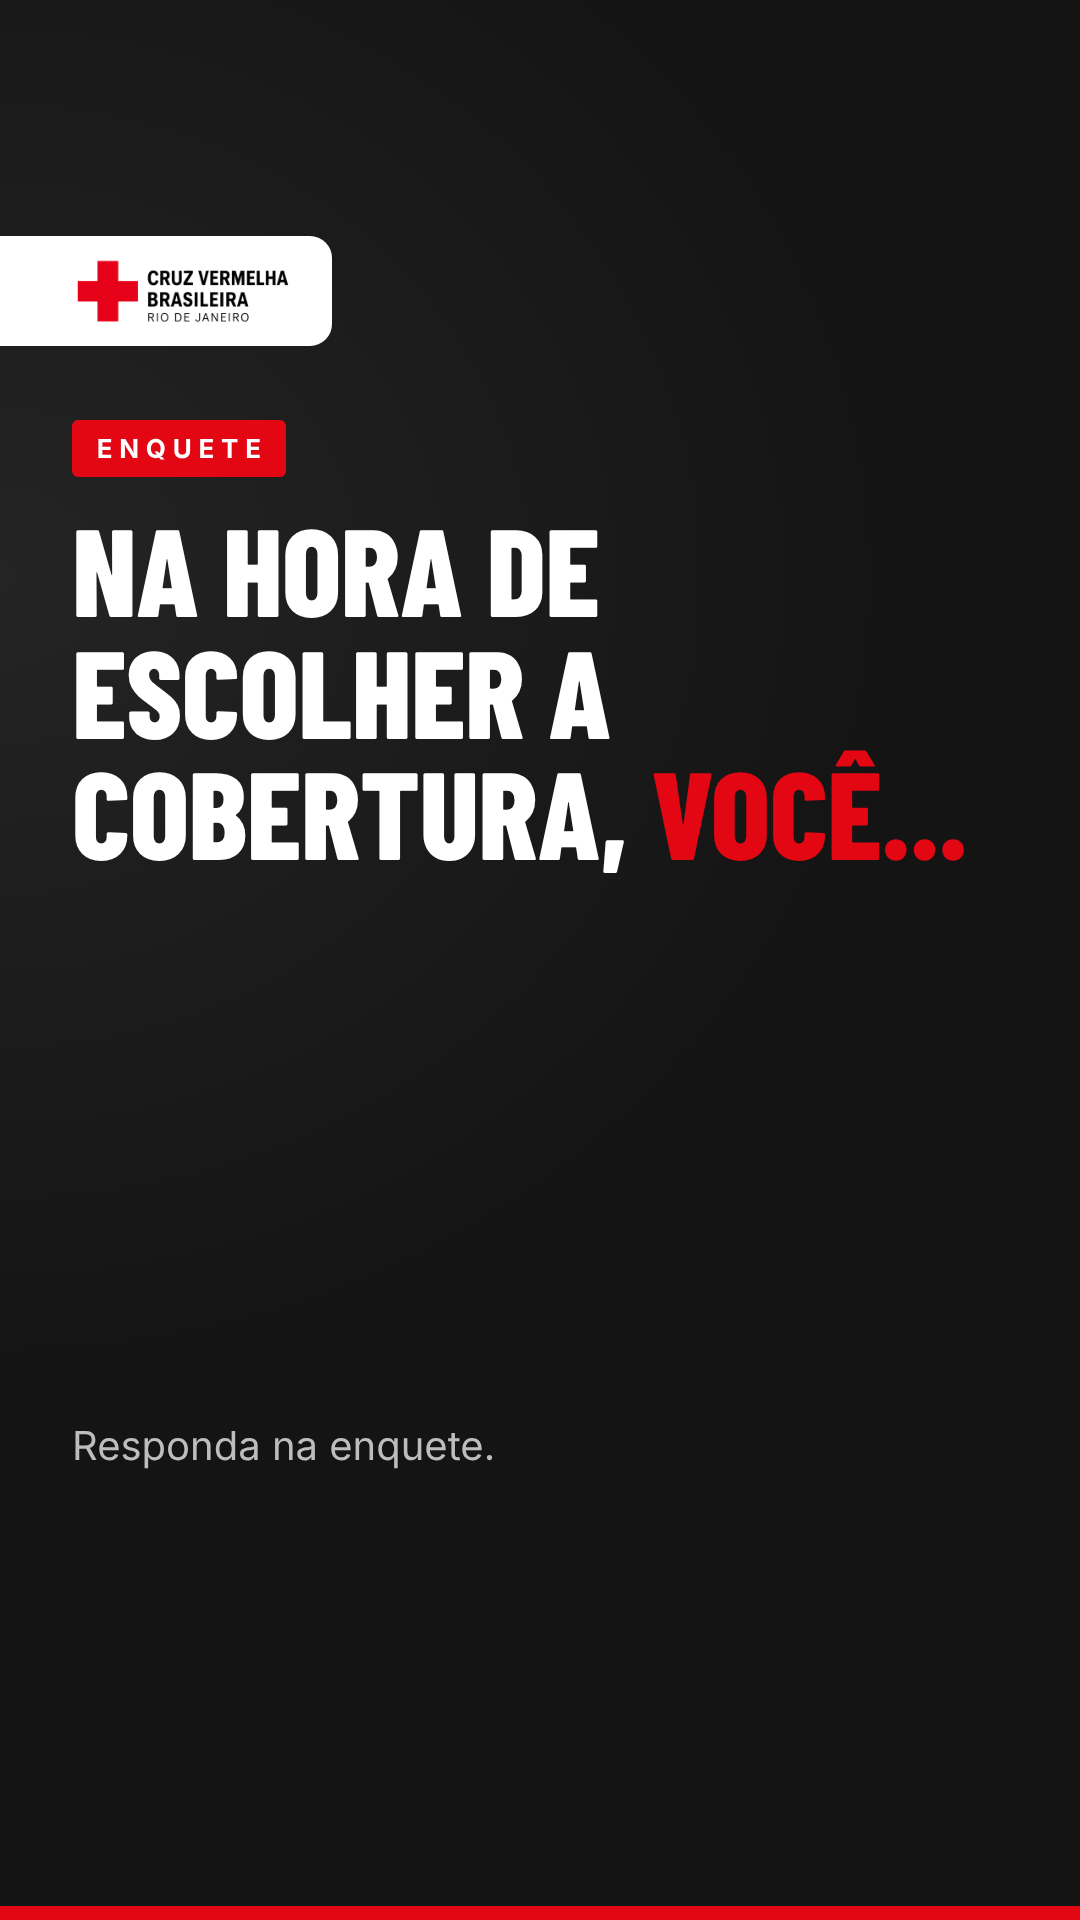 CRUZ VERMELHA
BRASILEIRA
RIO DE JANEIRO
ENQUETE
NA HORA DE
ESCOLHER A
COBERTURA, VOCÊ...
Responda na enquete.